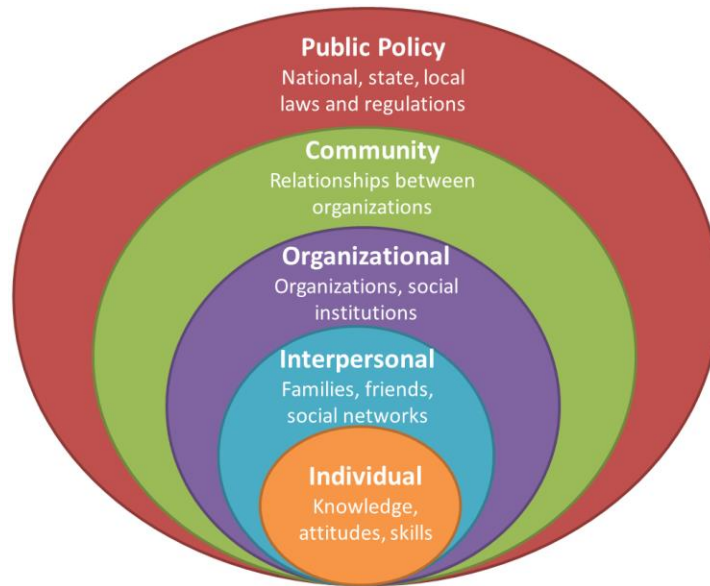 Public Policy
National, state, local
laws and regulations
Community
Relationships between
organizations
Organizational
Organizations, social
institutions
Interpersonal
Families, friends,
social networks
Individual
Knowledge,
attitudes, skills